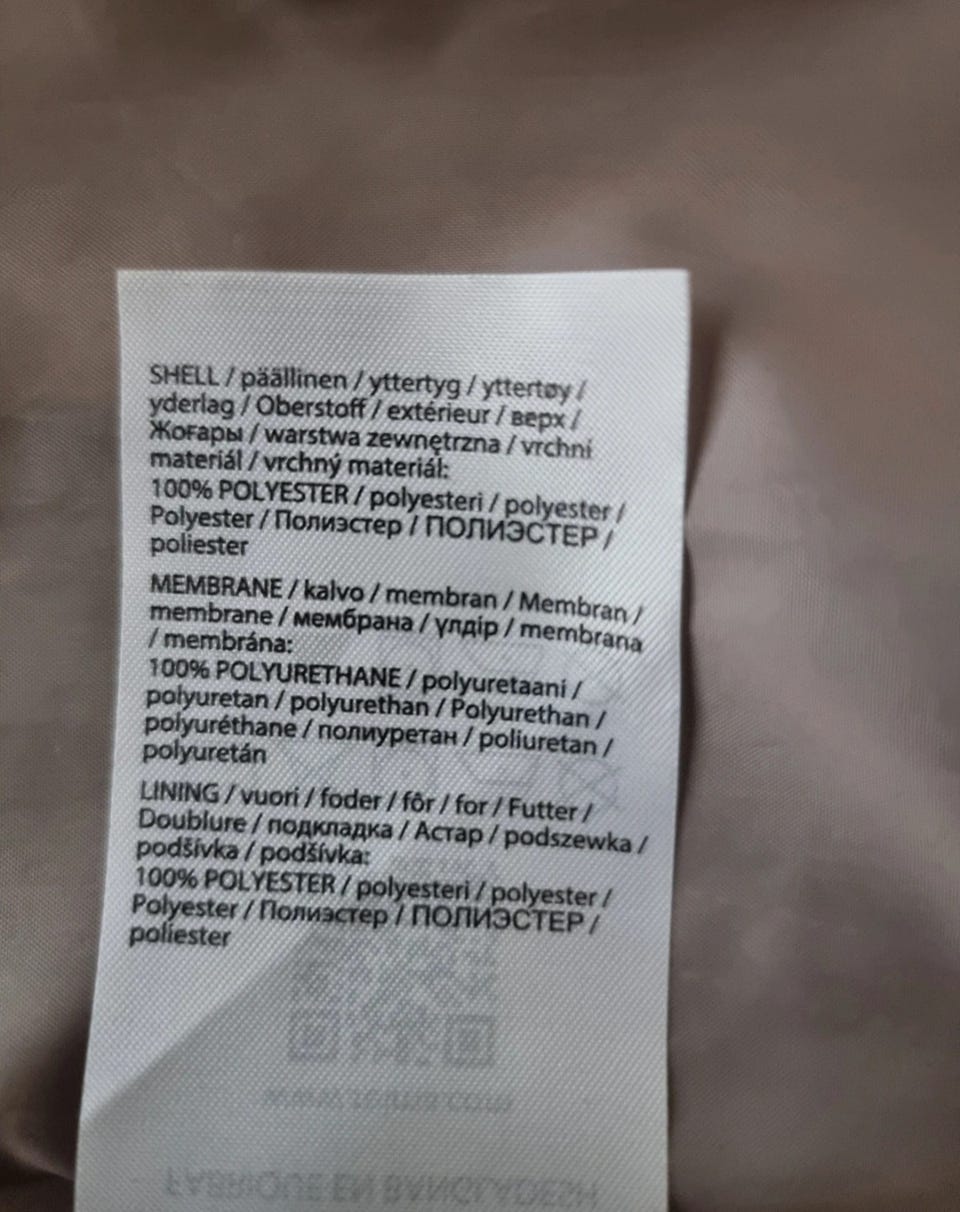 SHELL / päällinen / yttertyg / yttertøy /
yderlag / Oberstoff / extérieur / верх /
Жоғары / warstwa zewnętrzna / vrchní
materiál / vrchný materiál:
100% POLYESTER / polyesteri / polyester /
Polyester / Полиэстер / ПОЛИЭСТЕР /
poliester
MEMBRANE / kalvo / membran / Membran /
membrane / мембрана / үлдір / membrana
/ membrána:
100% POLYURETHANE / polyuretaani /
polyuretan / polyurethan / Polyurethan /
polyuréthane / полиуретан / poliuretan /
polyuretán
LINING / vuori / foder / fôr / for / Futter /
Doublure / подкладка / Астар / podszewka /
podšívka / podšívka:
100% POLYESTER / polyesteri / polyester /
Polyester / Полиэстер / ПОЛИЭСТЕР /
poliester
FABRIQUE EN BANGLADESH